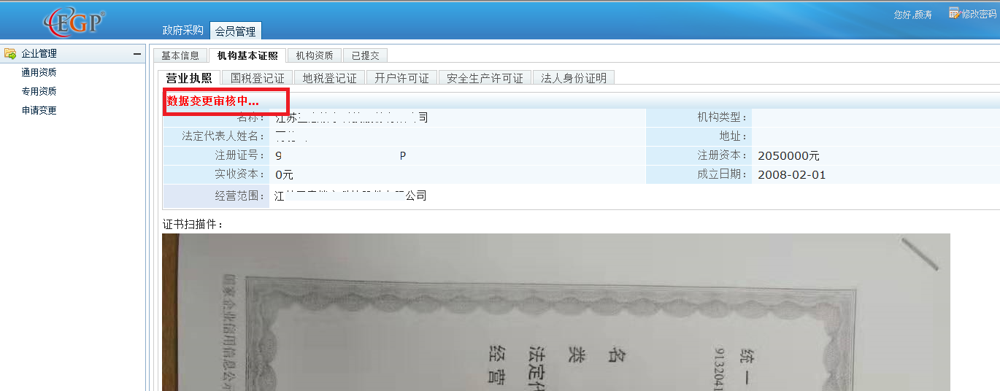 EGP
政府采购 会员管理
您好,颜涛 修改密码
企业管理
通用资质
专用资质
申请变更
基本信息 机构基本证照 机构资质 已提交
营业执照 国税登记证 地税登记证 开户许可证 安全生产许可证 法人身份证明
数据变更审核中...
名称： 江苏 司 机构类型：
法定代表人姓名： 地址：
注册证号： 9 P 注册资本： 2050000元
实收资本： 0元 成立日期： 2008-02-01
经营范围： 江 公司
证书扫描件：
国家企业信用信息公示
统一
9132041
名
类
法定代
经营